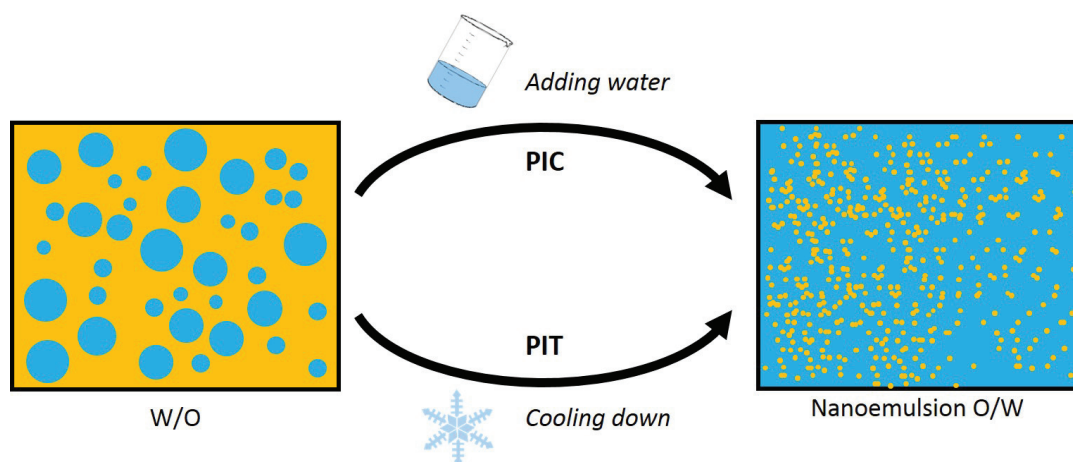 Adding water
PIC
PIT
Cooling down
W/O
Nanoemulsion O/W